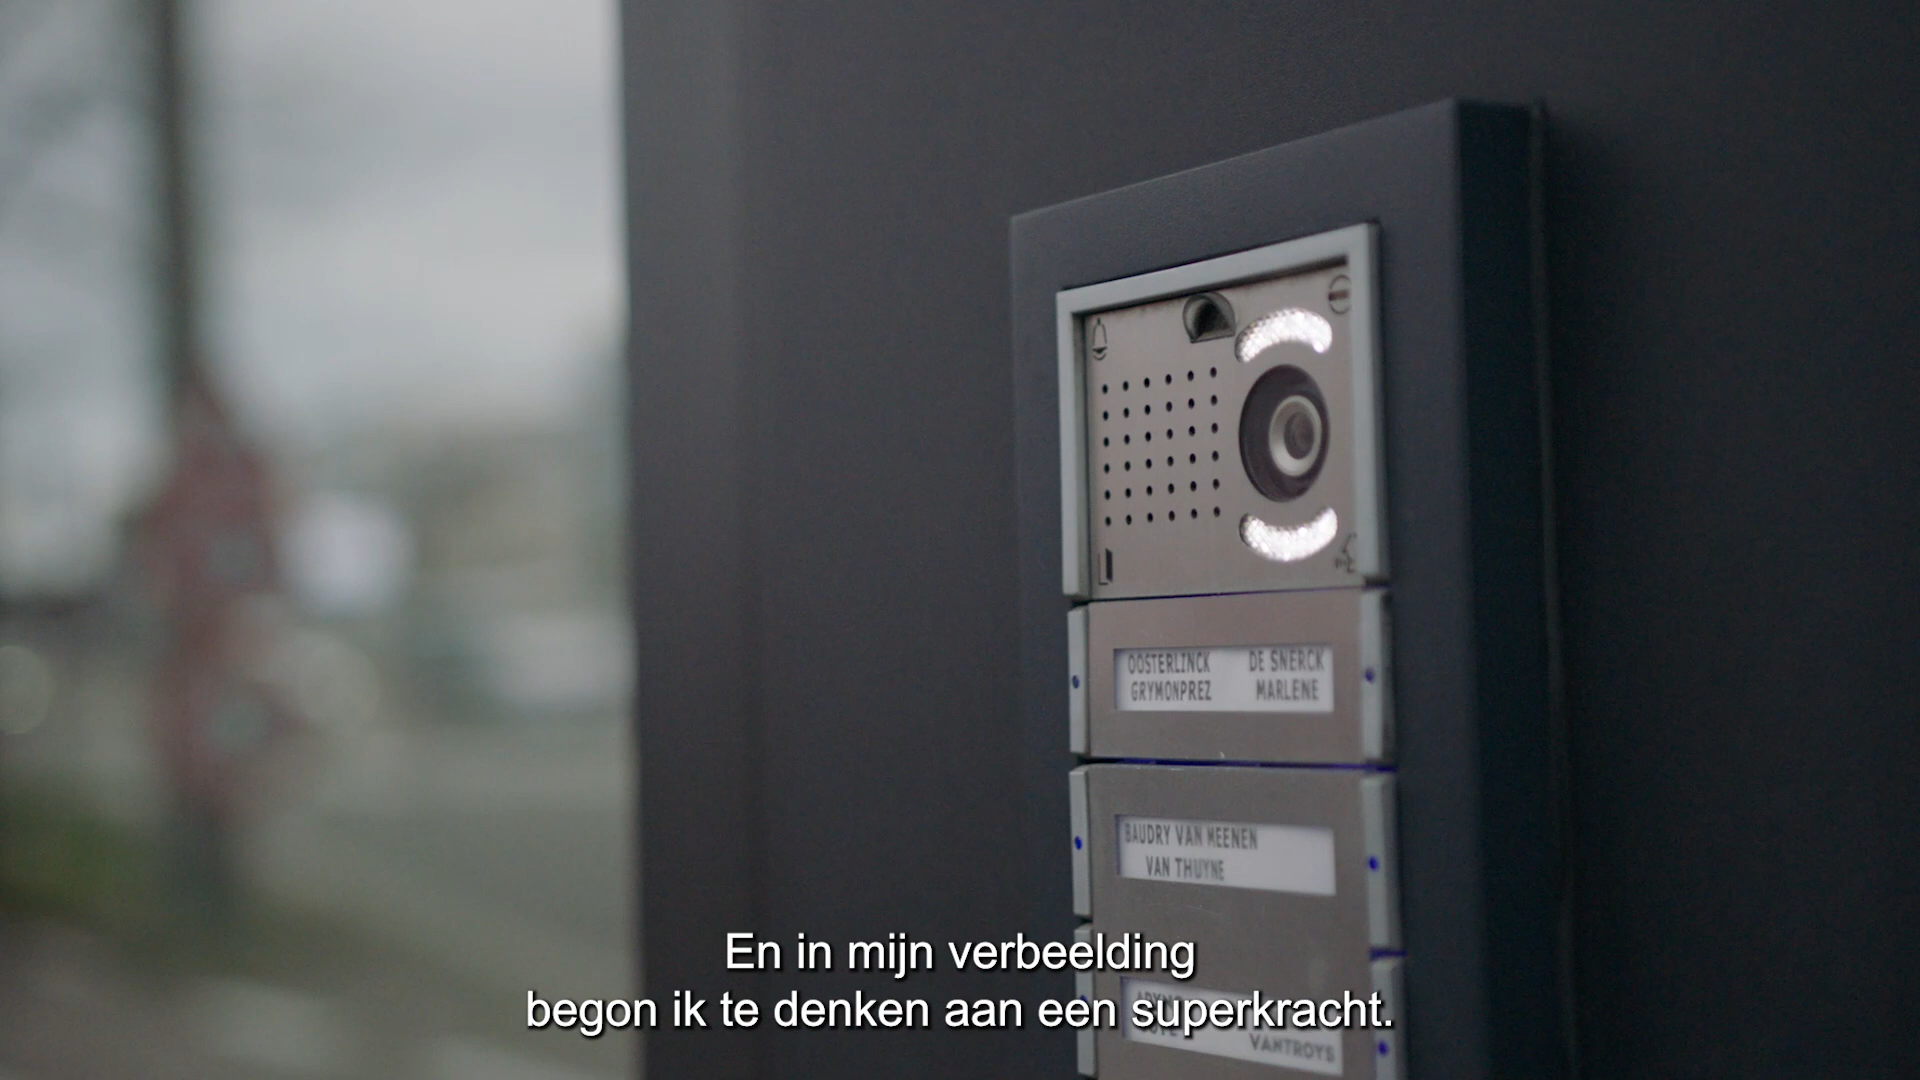 OOSTERLINCK DE SNERCK
GRYMONPREZ MARLENE
BAUDRY VAN MEENEN
VAN THUYNE
VANTROYS
En in mijn verbeelding
begon ik te denken aan een superkracht.